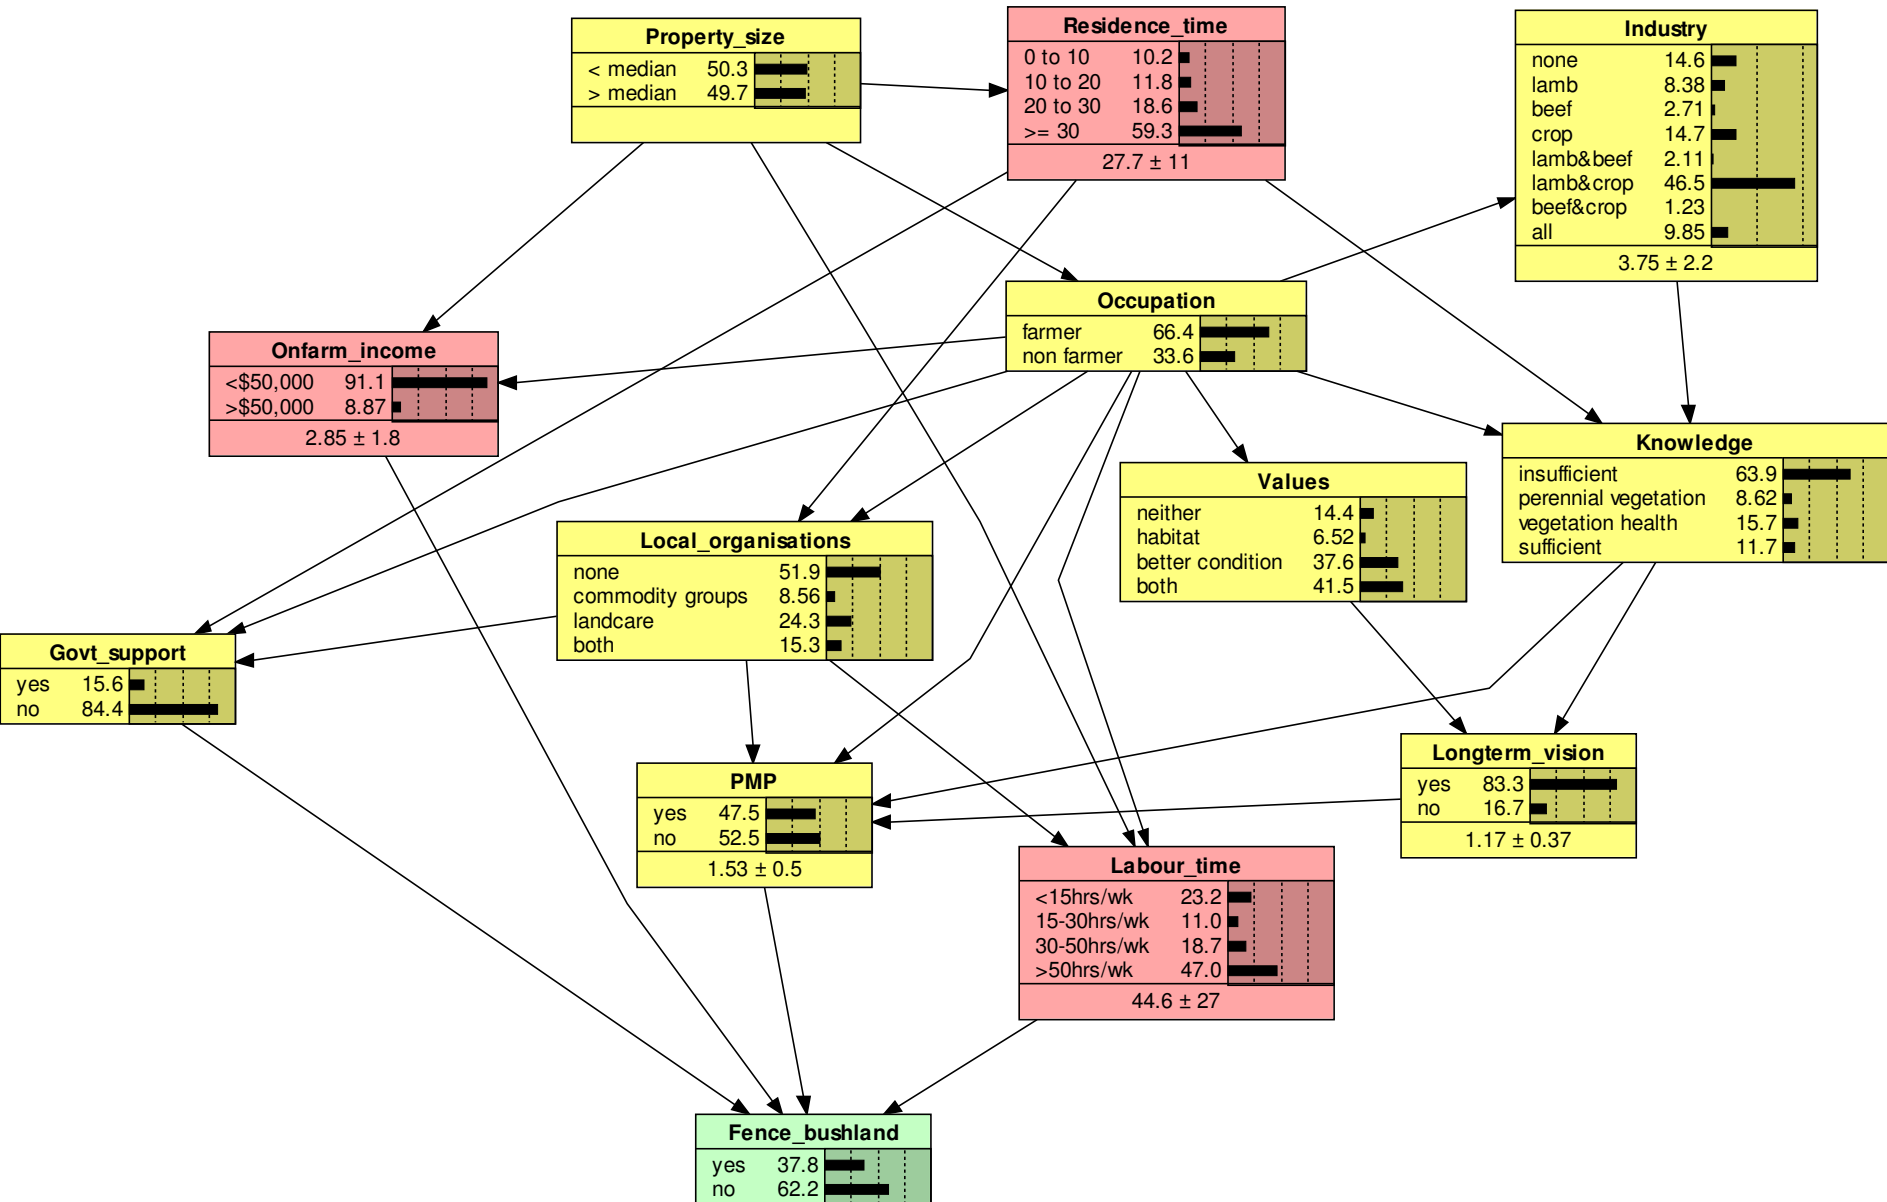 Property_size
< median 50.3
> median 49.7
Residence_time
0 to 10 10.2
10 to 20 11.8
20 to 30 18.6
>= 30 59.3
27.7 ± 11
Industry
none 14.6
lamb 8.38
beef 2.71
crop 14.7
lamb&beef 2.11
lamb&crop 46.5
beef&crop 1.23
all 9.85
3.75 ± 2.2
Occupation
farmer 66.4
non farmer 33.6
Onfarm_income
<$50,000 91.1
>$50,000 8.87
2.85 ± 1.8
Knowledge
insufficient 63.9
perennial vegetation 8.62
vegetation health 15.7
sufficient 11.7
Values
neither 14.4
habitat 6.52
better condition 37.6
both 41.5
Local_organisations
none 51.9
commodity groups 8.56
landcare 24.3
both 15.3
Govt_support
yes 15.6
no 84.4
Longterm_vision
yes 83.3
no 16.7
1.17 ± 0.37
PMP
yes 47.5
no 52.5
1.53 ± 0.5
Labour_time
<15hrs/wk 23.2
15-30hrs/wk 11.0
30-50hrs/wk 18.7
>50hrs/wk 47.0
44.6 ± 27
Fence_bushland
yes 37.8
no 62.2